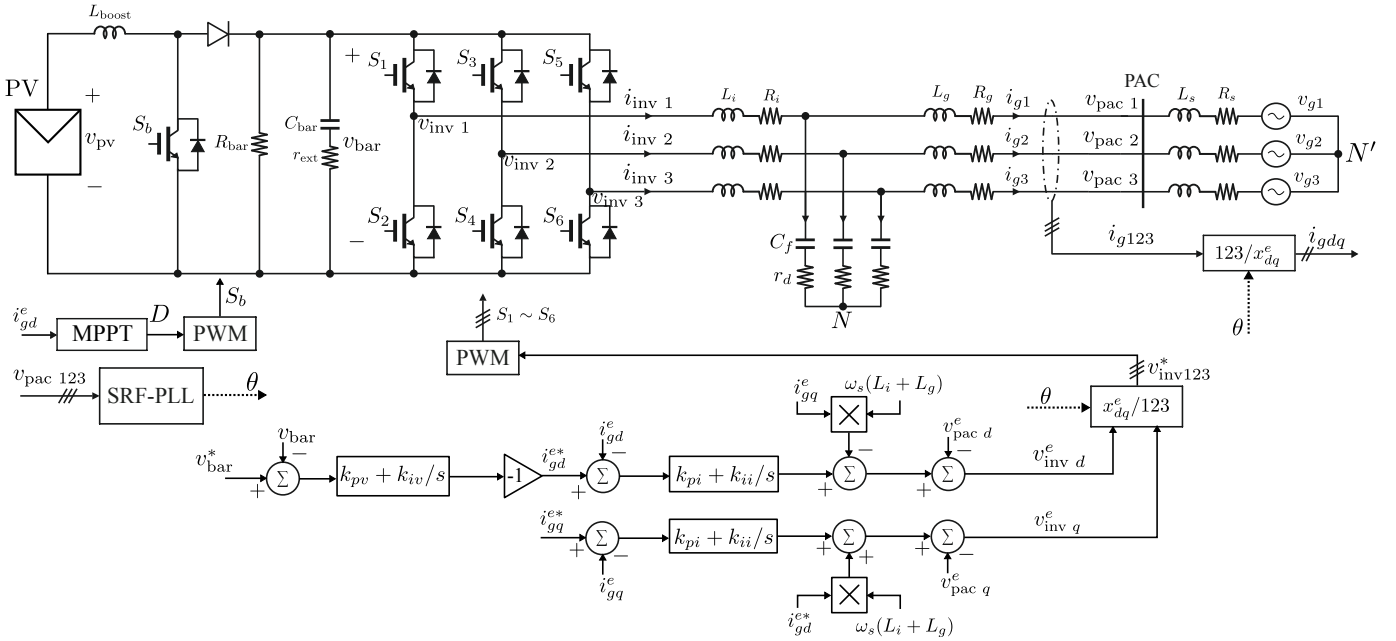 L_boost
PV
+
v_pv
−
S_b
R_bar
C_bar
r_ext
+
v_bar
−
S_1
S_3
S_5
S_2
S_4
S_6
v_inv 1
v_inv 2
v_inv 3
i_inv 1
i_inv 2
i_inv 3
L_i
R_i
L_g
R_g
i_g1
i_g2
i_g3
C_f
r_d
N
PAC
v_pac 1
v_pac 2
v_pac 3
L_s
R_s
v_g1
v_g2
v_g3
N′
i_g123
123/x^e_dq
i_gdq
θ
i^e_gd
MPPT
D
PWM
S_b
v_pac 123
SRF-PLL
θ
S_1 ∼ S_6
PWM
v^*_inv123
θ
x^e_dq/123
v^*_bar
+
v_bar
−
Σ
k_pv + k_iv/s
-1
i^e*_gd
+
i^e_gd
−
Σ
k_pi + k_ii/s
i^e_gq
ω_s(L_i + L_g)
×
−
+
Σ
v^e_pac d
−
+
Σ
v^e_inv d
i^e*_gq
+
Σ
−
i^e_gq
k_pi + k_ii/s
+
Σ
+
i^e*_gd
×
ω_s(L_i + L_g)
+
Σ
−
v^e_pac q
v^e_inv q